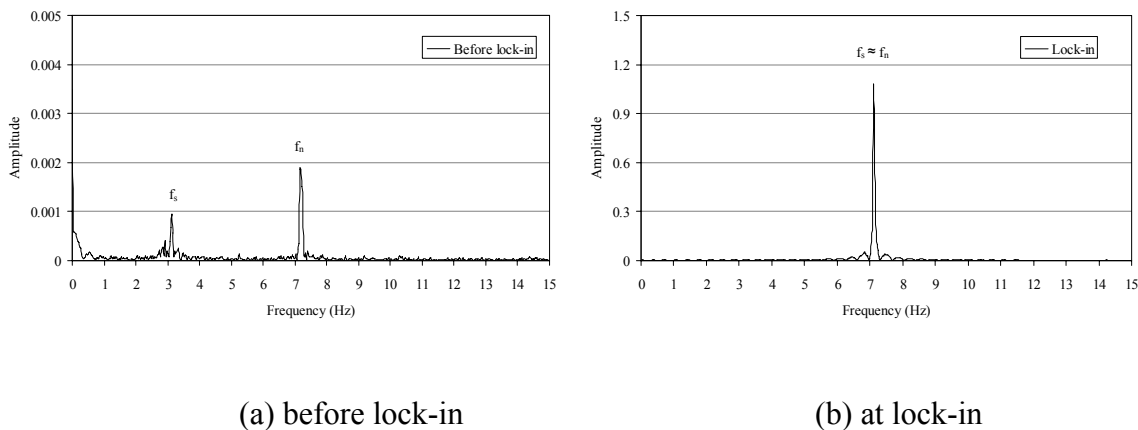 0.005
0.004
0.003
0.002
0.001
0
Amplitude
Before lock-in
fₛ
fₙ
0 1 2 3 4 5 6 7 8 9 10 11 12 13 14 15
Frequency (Hz)
(a) before lock-in
1.5
1.2
0.9
0.6
0.3
0
Amplitude
Lock-in
fₛ ≈ fₙ
0 1 2 3 4 5 6 7 8 9 10 11 12 13 14 15
Frequency (Hz)
(b) at lock-in